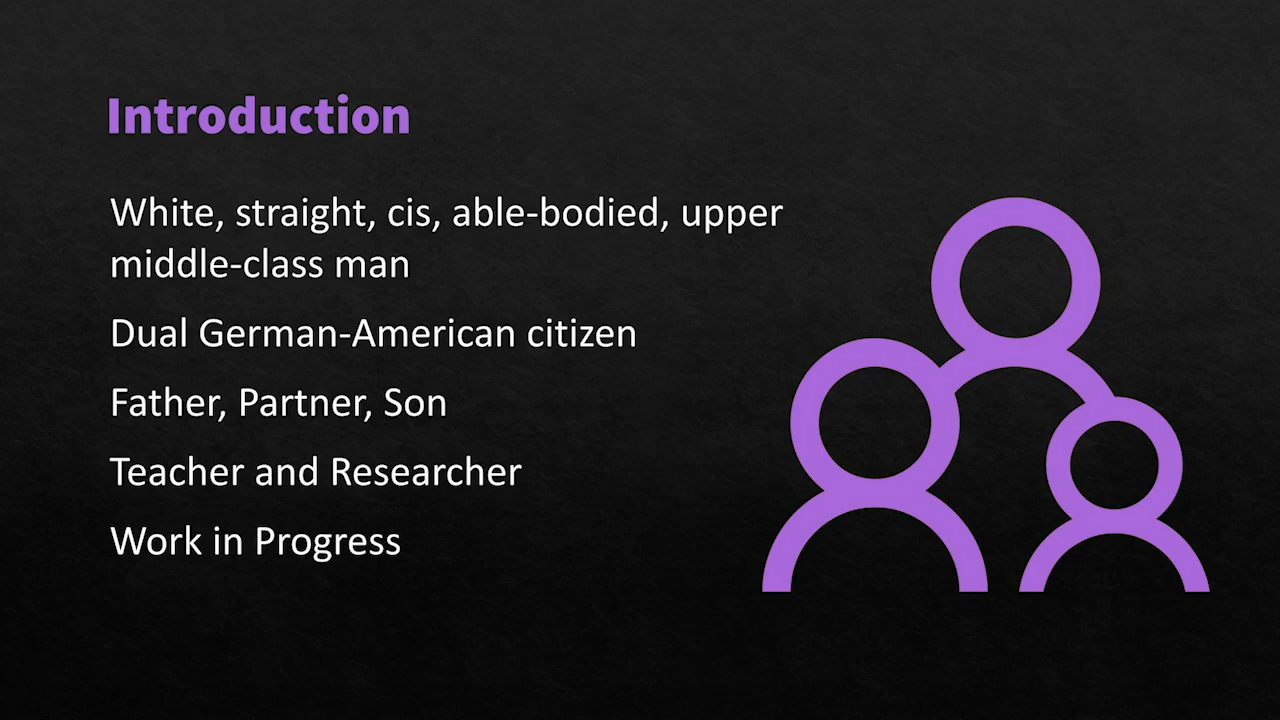 Introduction
White, straight, cis, able-bodied, upper
middle-class man
Dual German-American citizen
Father, Partner, Son
Teacher and Researcher
Work in Progress